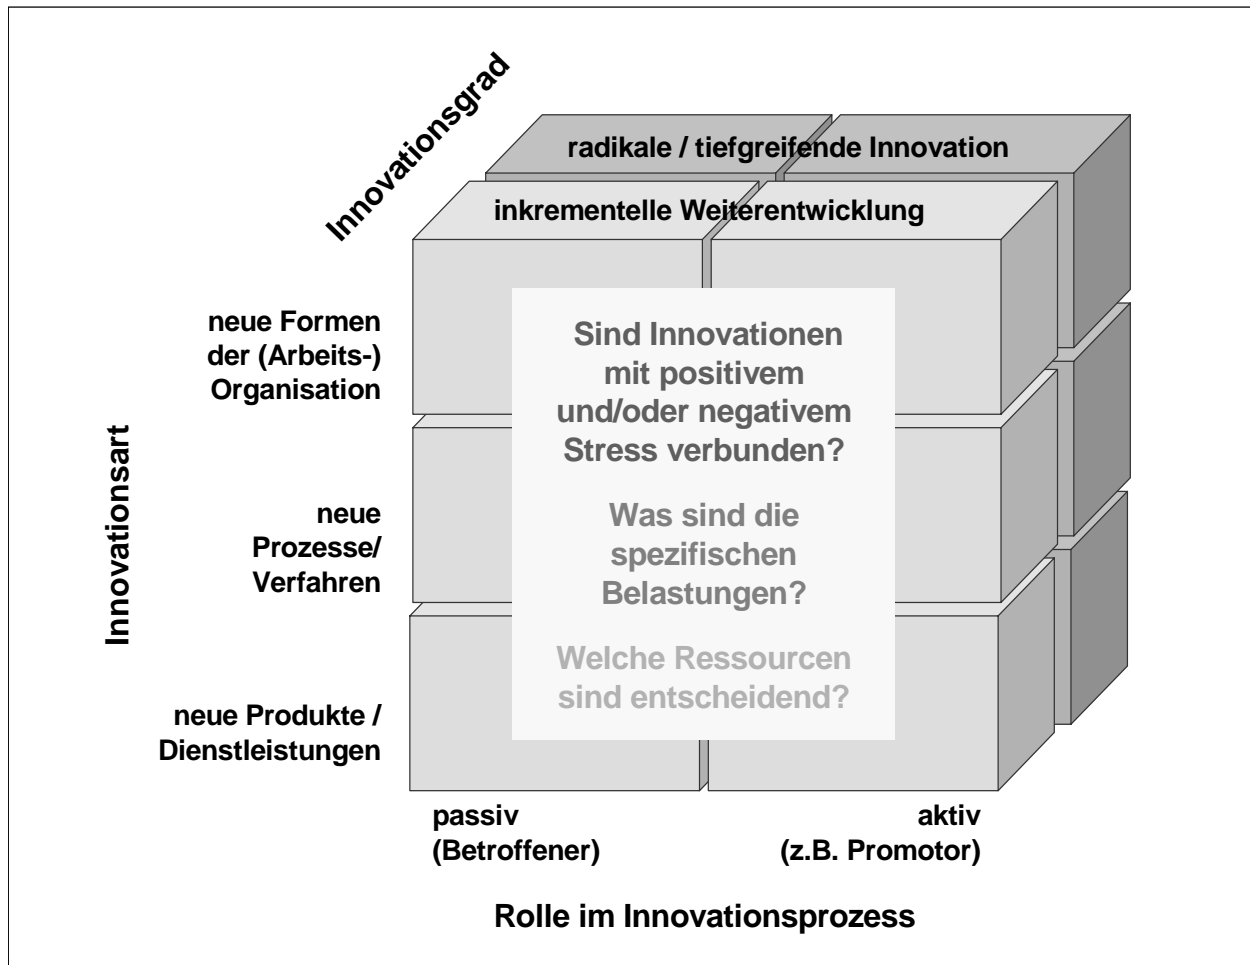 Innovationsgrad
radikale / tiefgreifende Innovation
inkrementelle Weiterentwicklung
Innovationsart
neue Formen
der (Arbeits-)
Organisation
neue
Prozesse/
Verfahren
neue Produkte /
Dienstleistungen
Sind Innovationen
mit positivem
und/oder negativem
Stress verbunden?
Was sind die
spezifischen
Belastungen?
Welche Ressourcen
sind entscheidend?
passiv
(Betroffener)
aktiv
(z.B. Promotor)
Rolle im Innovationsprozess